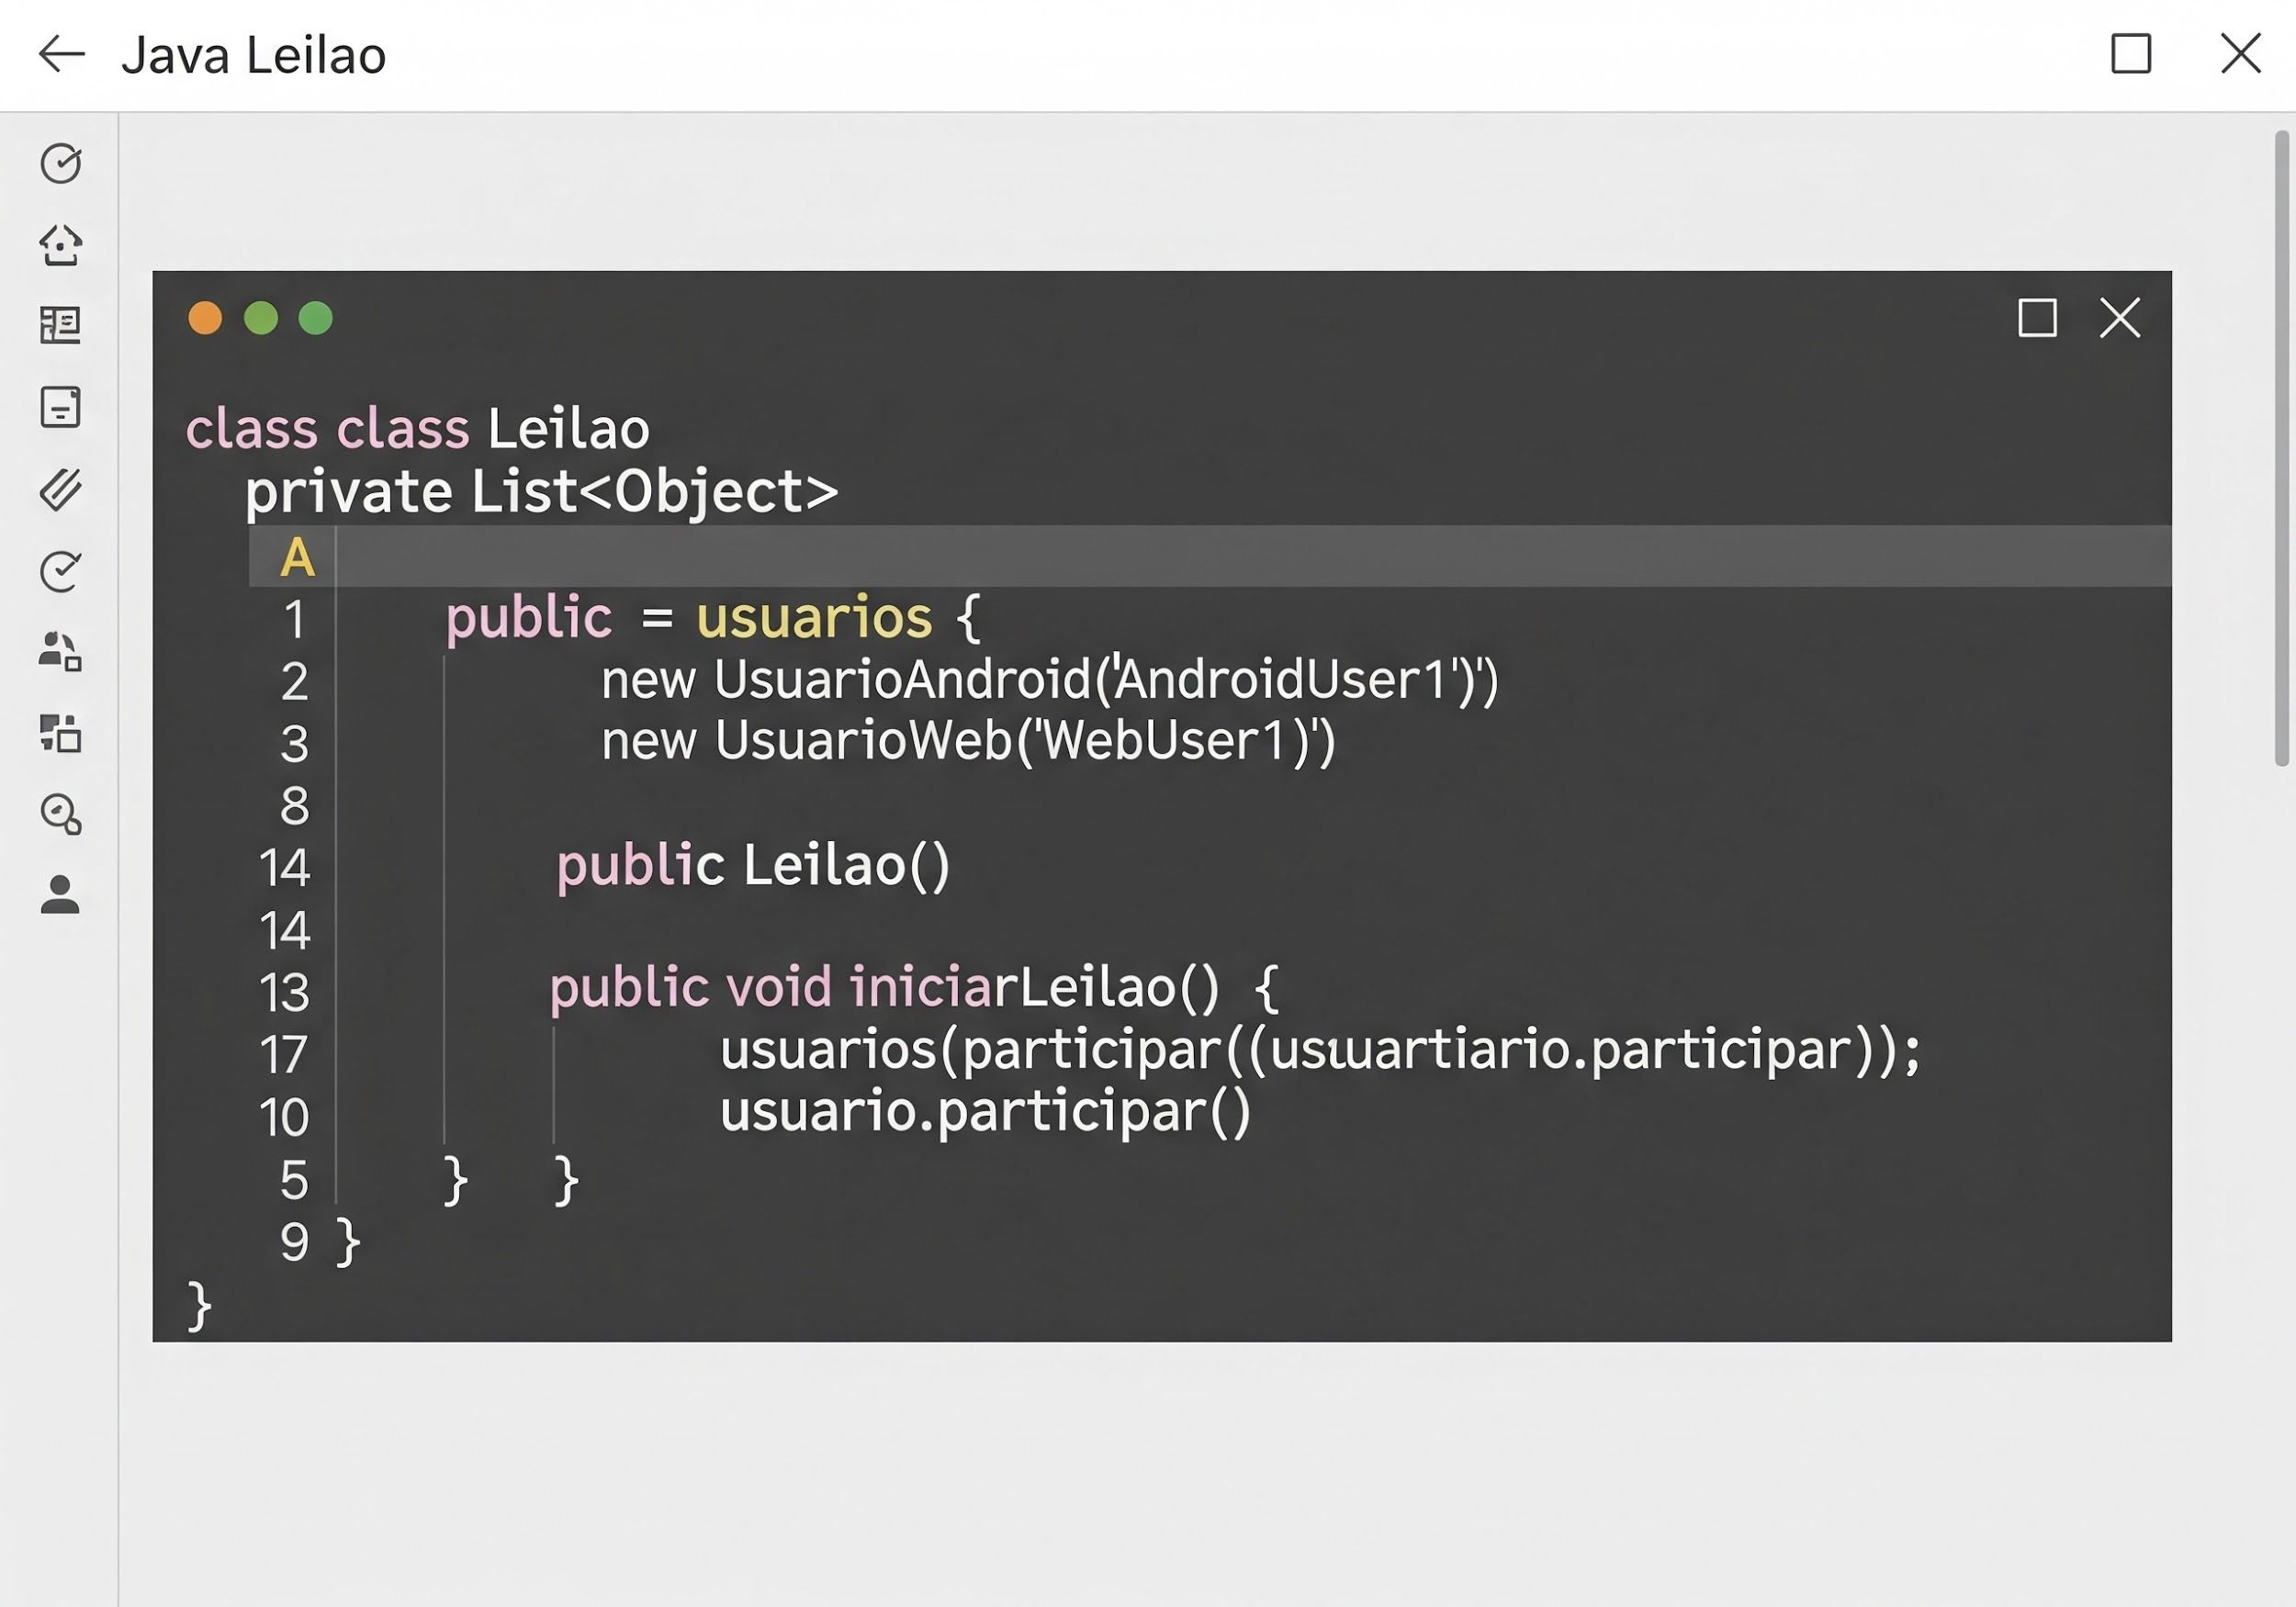 Java Leilao
class class Leilao
private List<Object>
A
1 public = usuarios {
2 new UsuarioAndroid('AndroidUser1')')
3 new UsuarioWeb('WebUser1)')
8
14 public Leilao()
14
13 public void iniciarLeilao() {
17 usuarios(participar((usuuartiario.participar));
10 usuario.participar()
5 } }
9 }
}